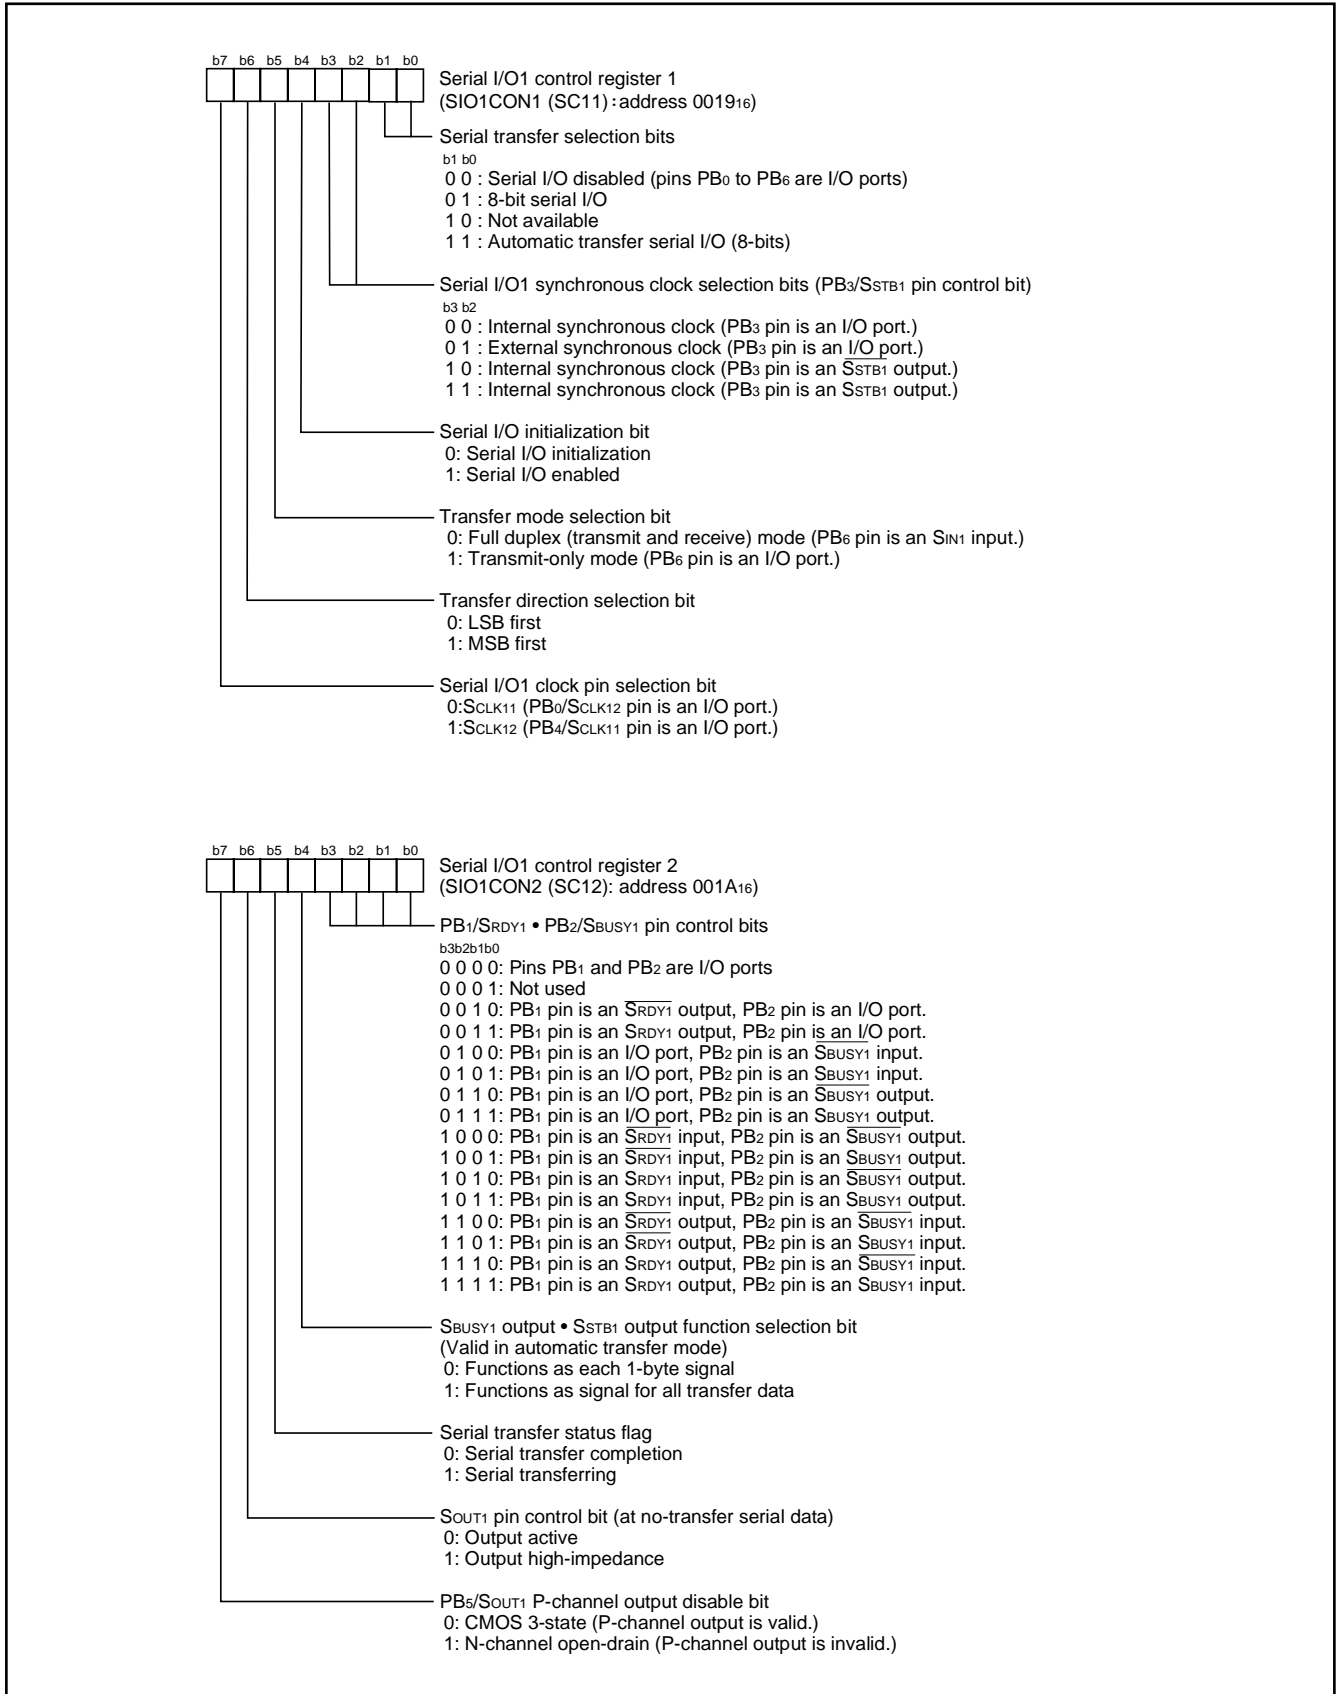 b7 b6 b5 b4 b3 b2 b1 b0
Serial I/O1 control register 1
(SIO1CON1 (SC11) : address 0019₁₆)
Serial transfer selection bits
b1 b0
0 0 : Serial I/O disabled (pins PB₀ to PB₆ are I/O ports)
0 1 : 8-bit serial I/O
1 0 : Not available
1 1 : Automatic transfer serial I/O (8-bits)
Serial I/O1 synchronous clock selection bits (PB₃/SSTB1 pin control bit)
b3 b2
0 0 : Internal synchronous clock (PB₃ pin is an I/O port.)
0 1 : External synchronous clock (PB₃ pin is an I/O port.)
1 0 : Internal synchronous clock (PB₃ pin is an S̅S̅T̅B̅1̅ output.)
1 1 : Internal synchronous clock (PB₃ pin is an SSTB1 output.)
Serial I/O initialization bit
0: Serial I/O initialization
1: Serial I/O enabled
Transfer mode selection bit
0: Full duplex (transmit and receive) mode (PB₆ pin is an SIN1 input.)
1: Transmit-only mode (PB₆ pin is an I/O port.)
Transfer direction selection bit
0: LSB first
1: MSB first
Serial I/O1 clock pin selection bit
0:SCLK11 (PB₀/SCLK12 pin is an I/O port.)
1:SCLK12 (PB₄/SCLK11 pin is an I/O port.)
b7 b6 b5 b4 b3 b2 b1 b0
Serial I/O1 control register 2
(SIO1CON2 (SC12): address 001A₁₆)
PB₁/SRDY1 • PB₂/SBUSY1 pin control bits
b3b2b1b0
0 0 0 0: Pins PB₁ and PB₂ are I/O ports
0 0 0 1: Not used
0 0 1 0: PB₁ pin is an S̅R̅D̅Y̅1̅ output, PB₂ pin is an I/O port.
0 0 1 1: PB₁ pin is an SRDY1 output, PB₂ pin is an I/O port.
0 1 0 0: PB₁ pin is an I/O port, PB₂ pin is an S̅B̅U̅S̅Y̅1̅ input.
0 1 0 1: PB₁ pin is an I/O port, PB₂ pin is an SBUSY1 input.
0 1 1 0: PB₁ pin is an I/O port, PB₂ pin is an S̅B̅U̅S̅Y̅1̅ output.
0 1 1 1: PB₁ pin is an I/O port, PB₂ pin is an SBUSY1 output.
1 0 0 0: PB₁ pin is an S̅R̅D̅Y̅1̅ input, PB₂ pin is an S̅B̅U̅S̅Y̅1̅ output.
1 0 0 1: PB₁ pin is an S̅R̅D̅Y̅1̅ input, PB₂ pin is an SBUSY1 output.
1 0 1 0: PB₁ pin is an SRDY1 input, PB₂ pin is an S̅B̅U̅S̅Y̅1̅ output.
1 0 1 1: PB₁ pin is an SRDY1 input, PB₂ pin is an SBUSY1 output.
1 1 0 0: PB₁ pin is an S̅R̅D̅Y̅1̅ output, PB₂ pin is an S̅B̅U̅S̅Y̅1̅ input.
1 1 0 1: PB₁ pin is an S̅R̅D̅Y̅1̅ output, PB₂ pin is an SBUSY1 input.
1 1 1 0: PB₁ pin is an SRDY1 output, PB₂ pin is an S̅B̅U̅S̅Y̅1̅ input.
1 1 1 1: PB₁ pin is an SRDY1 output, PB₂ pin is an SBUSY1 input.
SBUSY1 output • SSTB1 output function selection bit
(Valid in automatic transfer mode)
0: Functions as each 1-byte signal
1: Functions as signal for all transfer data
Serial transfer status flag
0: Serial transfer completion
1: Serial transferring
SOUT1 pin control bit (at no-transfer serial data)
0: Output active
1: Output high-impedance
PB₅/SOUT1 P-channel output disable bit
0: CMOS 3-state (P-channel output is valid.)
1: N-channel open-drain (P-channel output is invalid.)